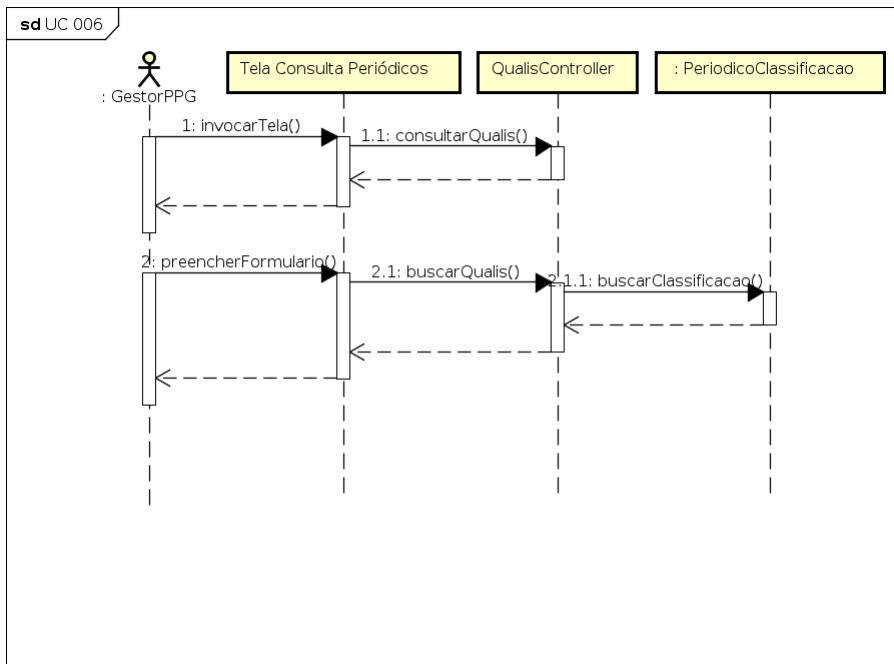 sd UC 006
Tela Consulta Periódicos
QualisController
: PeriodicoClassificacao
: GestorPPG
1: invocarTela()
1.1: consultarQualis()
2: preencherFormulario()
2.1: buscarQualis()
2.1.1: buscarClassificacao()